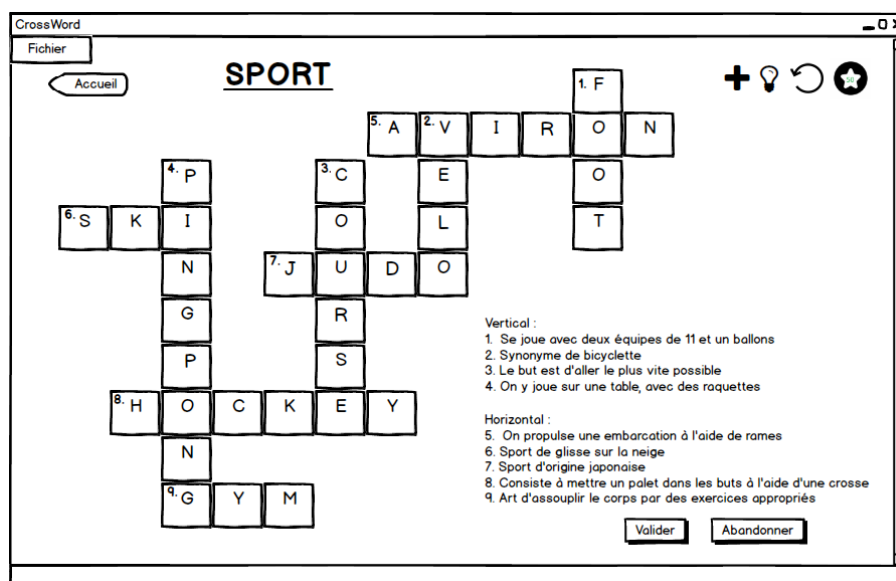 CrossWord
Fichier
Accueil
SPORT
1. F
5. A 2. V I R O N
4. P 3. C E O
6. S K I O L T
N 7. J U D O
G R
P S
8. H O C K E Y
N
9. G Y M
50
Vertical :
1. Se joue avec deux équipes de 11 et un ballons
2. Synonyme de bicyclette
3. Le but est d'aller le plus vite possible
4. On y joue sur une table, avec des raquettes
Horizontal :
5. On propulse une embarcation à l'aide de rames
6. Sport de glisse sur la neige
7. Sport d'origine japonaise
8. Consiste à mettre un palet dans les buts à l'aide d'une crosse
9. Art d'assouplir le corps par des exercices appropriés
Valider Abandonner